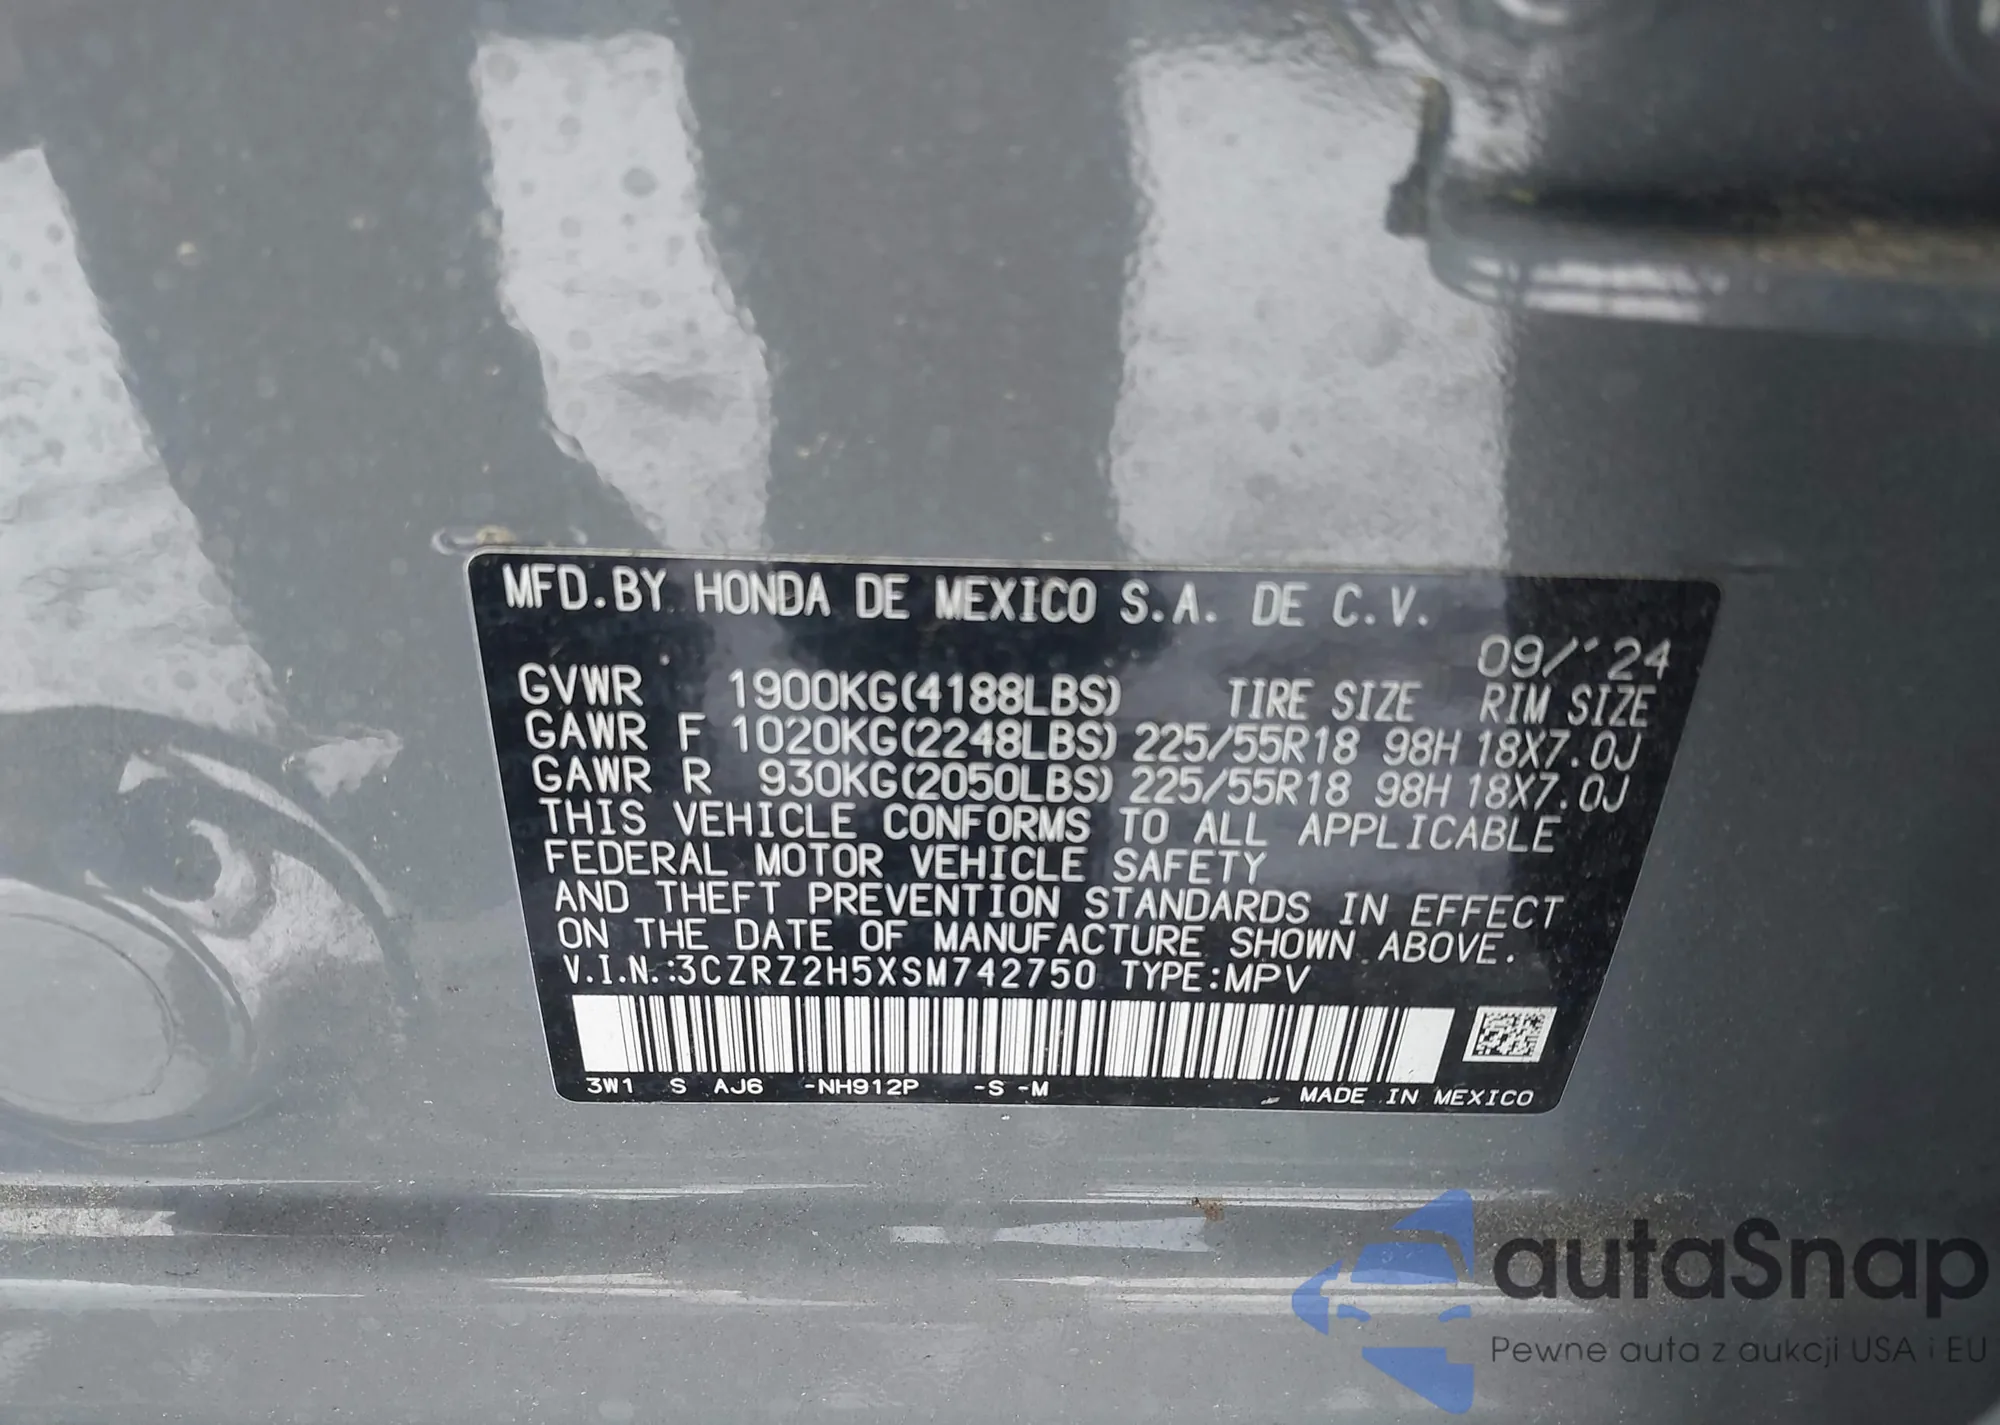 MFD.BY HONDA DE MEXICO S.A. DE C.V.
09/'24
GVWR 1900KG(4188LBS) TIRE SIZE RIM SIZE
GAWR F 1020KG(2248LBS) 225/55R18 98H 18X7.0J
GAWR R 930KG(2050LBS) 225/55R18 98H 18X7.0J
THIS VEHICLE CONFORMS TO ALL APPLICABLE
FEDERAL MOTOR VEHICLE SAFETY
AND THEFT PREVENTION STANDARDS IN EFFECT
ON THE DATE OF MANUFACTURE SHOWN ABOVE.
V.I.N.:3CZRZ2H5XSM742750 TYPE:MPV
3W1 S AJ6 -NH912P -S -M MADE IN MEXICO
autaSnap
Pewne auta z aukcji USA i EU